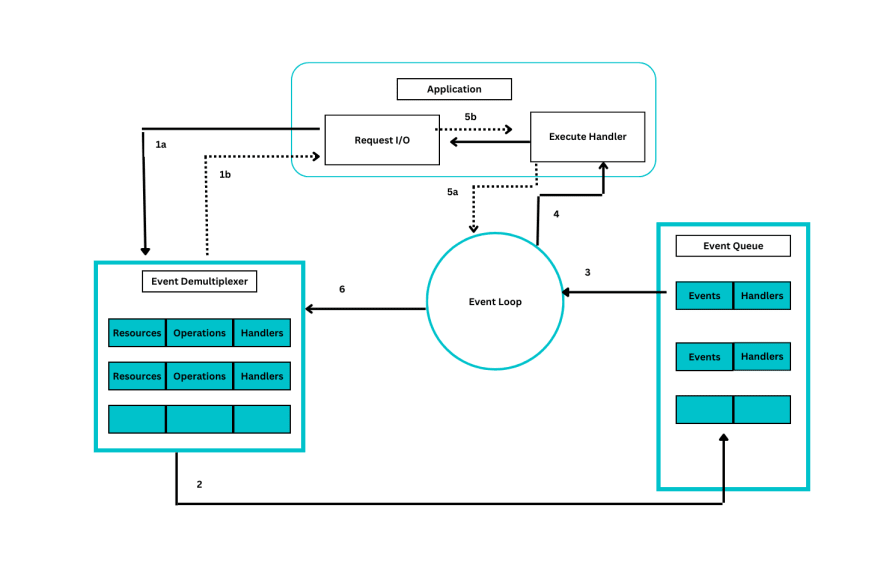 Application
Request I/O
5b
Execute Handler
1a
1b
5a
4
Event Queue
Event Demultiplexer
6
Event Loop
3
Events Handlers
Resources Operations Handlers
Events Handlers
Resources Operations Handlers
2